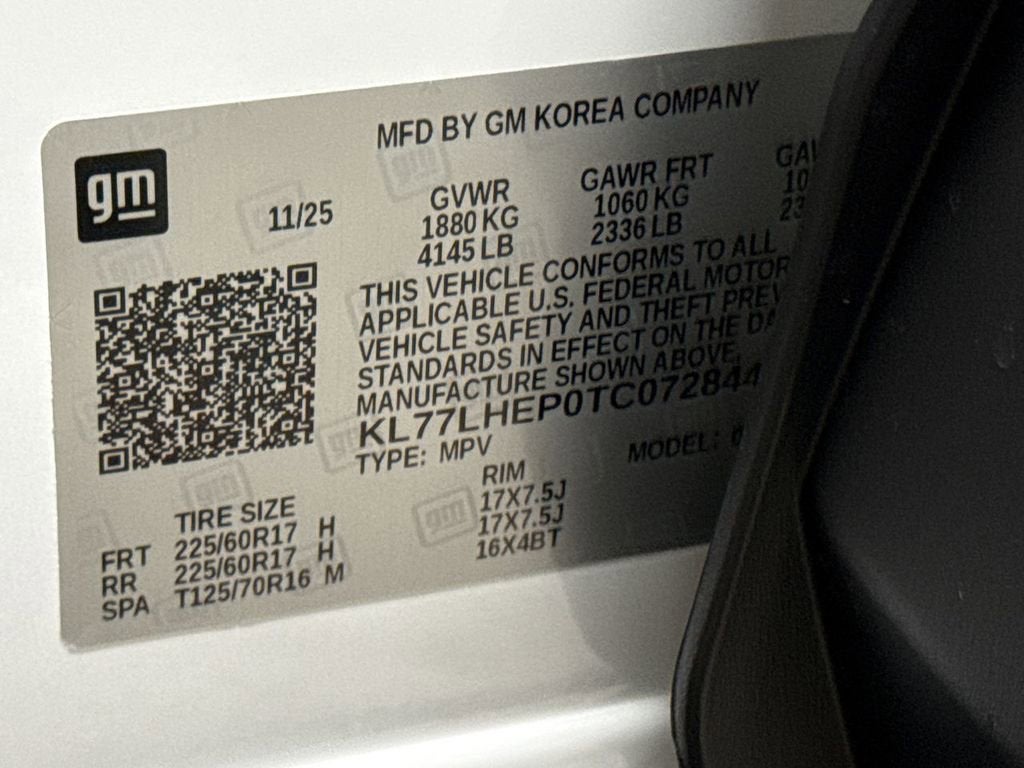 MFD BY GM KOREA COMPANY
gm
11/25
GVWR
1880 KG
4145 LB
GAWR FRT
1060 KG
2336 LB
THIS VEHICLE CONFORMS TO ALL
APPLICABLE U.S. FEDERAL MOTOR
VEHICLE SAFETY AND THEFT
STANDARDS IN EFFECT ON THE
MANUFACTURE SHOWN ABOVE.
KL77LHEP0TC072844
TYPE: MPV
MODEL:
TIRE SIZE
RIM
FRT 225/60R17 H 17X7.5J
RR 225/60R17 H 17X7.5J
SPA T125/70R16 M 16X4BT